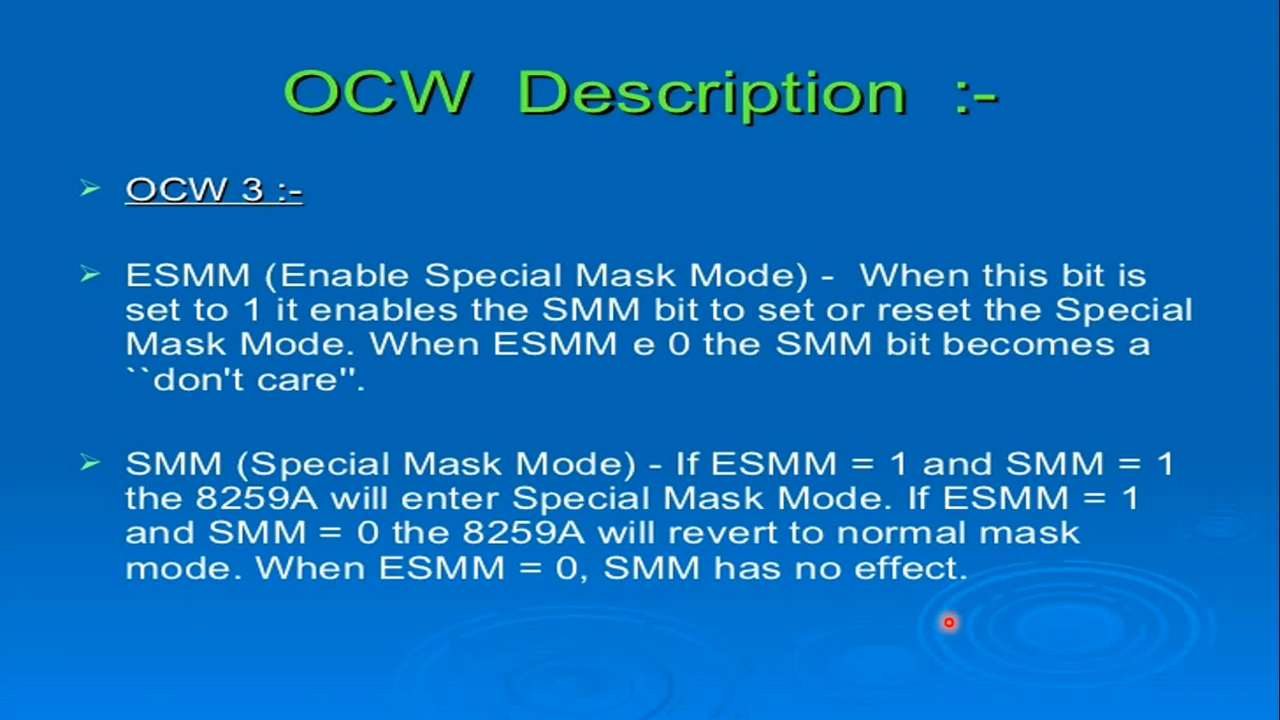 OCW Description :-
OCW 3 :-
ESMM (Enable Special Mask Mode) - When this bit is
set to 1 it enables the SMM bit to set or reset the Special
Mask Mode. When ESMM e 0 the SMM bit becomes a
``don't care''.
SMM (Special Mask Mode) - If ESMM = 1 and SMM = 1
the 8259A will enter Special Mask Mode. If ESMM = 1
and SMM = 0 the 8259A will revert to normal mask
mode. When ESMM = 0, SMM has no effect.